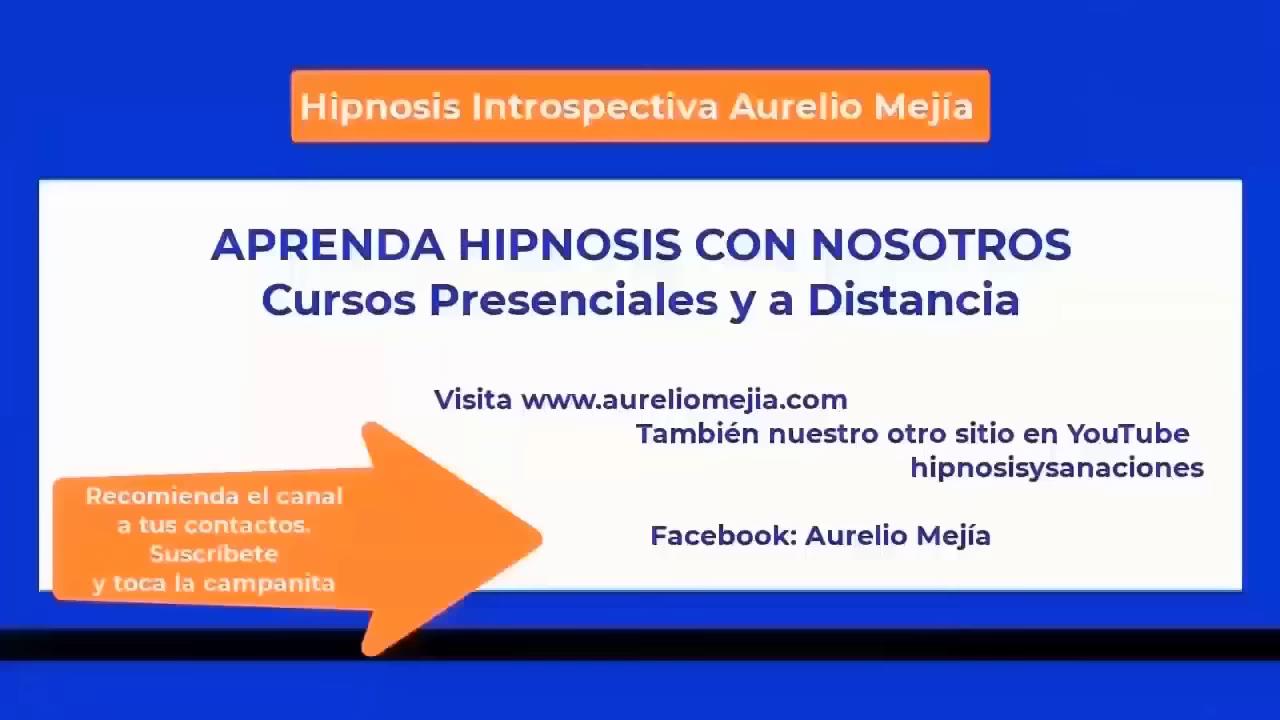 Hipnosis Introspectiva Aurelio Mejía
APRENDA HIPNOSIS CON NOSOTROS
Cursos Presenciales y a Distancia
Visita www.aureliomejia.com
También nuestro otro sitio en YouTube
hipnosisysanaciones
Facebook: Aurelio Mejía
Recomienda el canal
a tus contactos.
Suscríbete
y toca la campanita